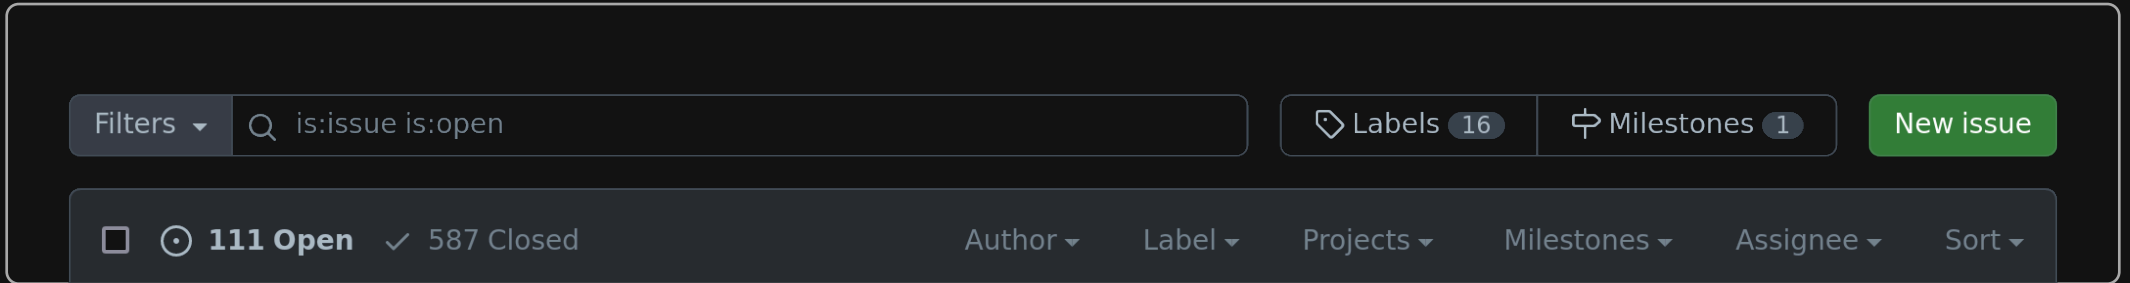 Filters is:issue is:open Labels 16 Milestones 1 New issue
111 Open 587 Closed Author Label Projects Milestones Assignee Sort